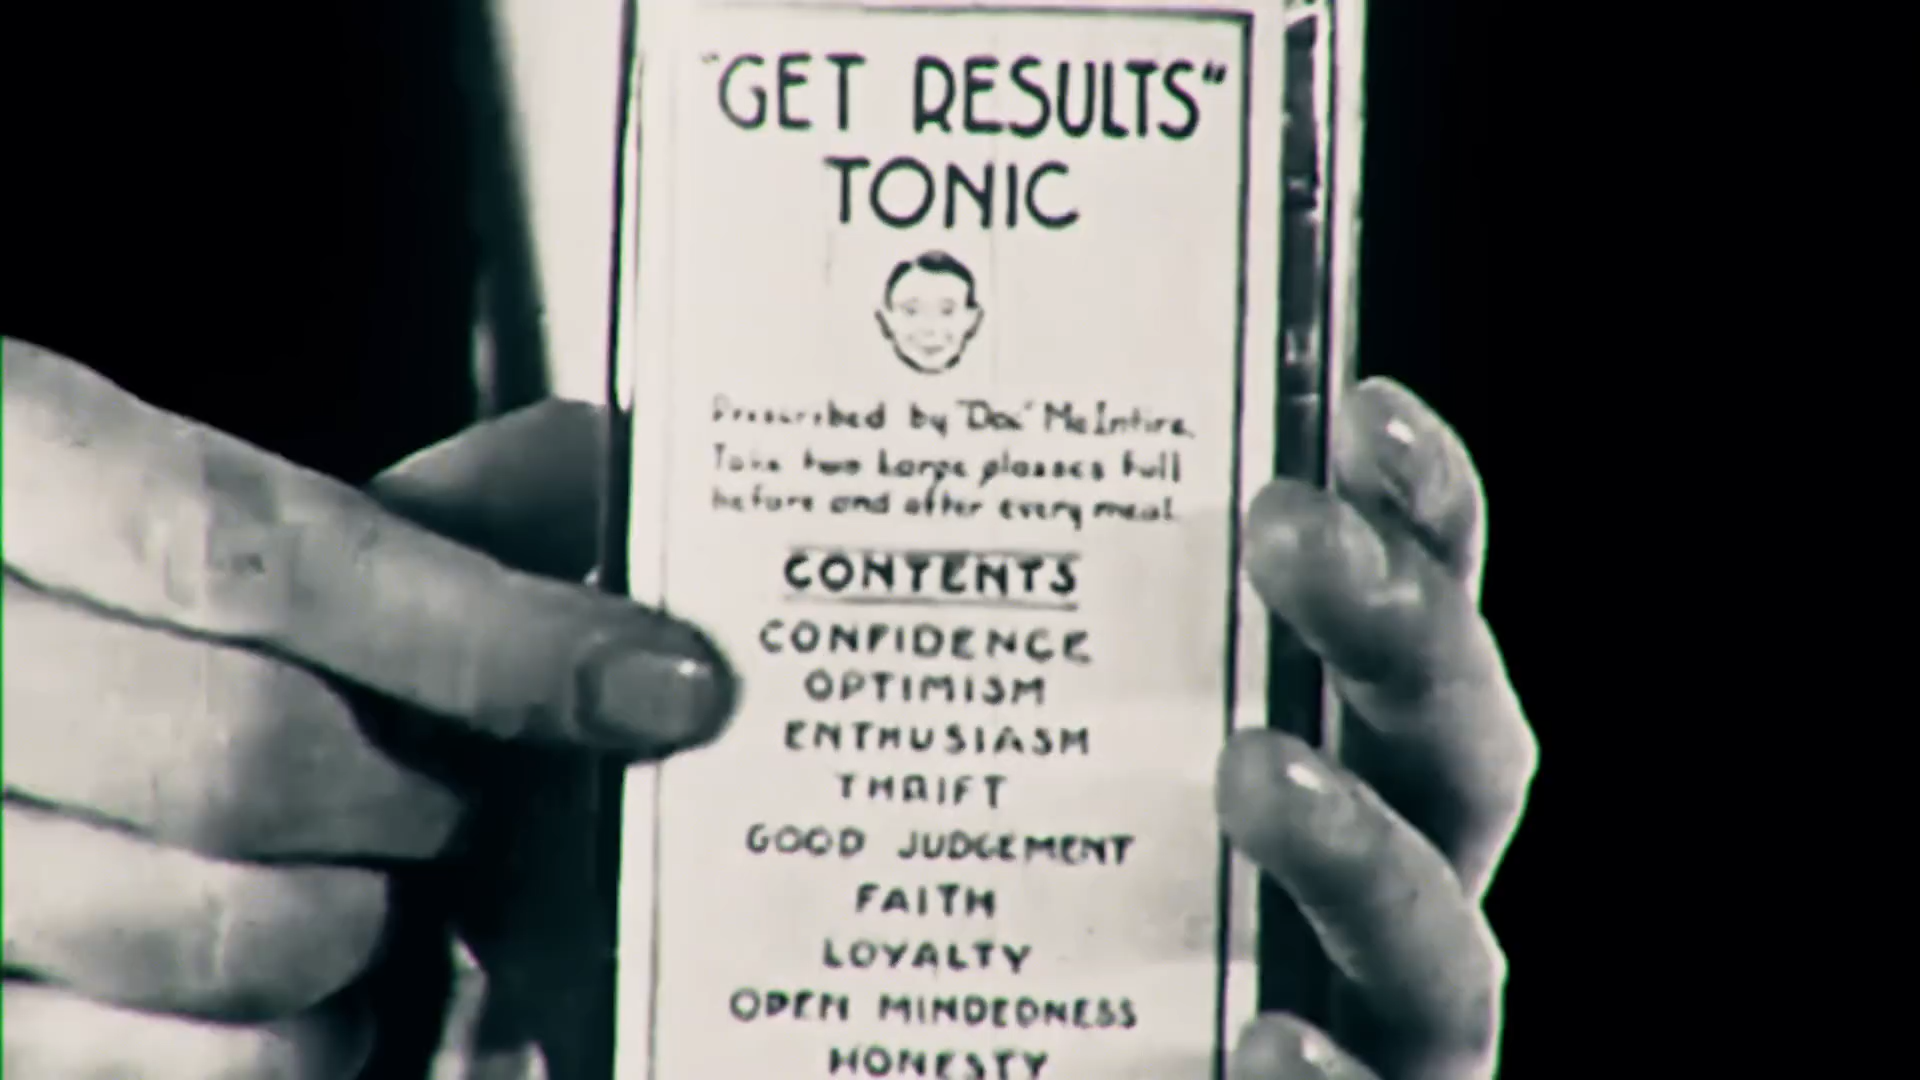 "GET RESULTS"
TONIC
Prescribed by "Doc" McIntire.
Take two Large glasses full
before and after every meal.
CONTENTS
CONFIDENCE
OPTIMISM
ENTHUSIASM
THRIFT
GOOD JUDGEMENT
FAITH
LOYALTY
OPEN MINDEDNESS
HONESTY